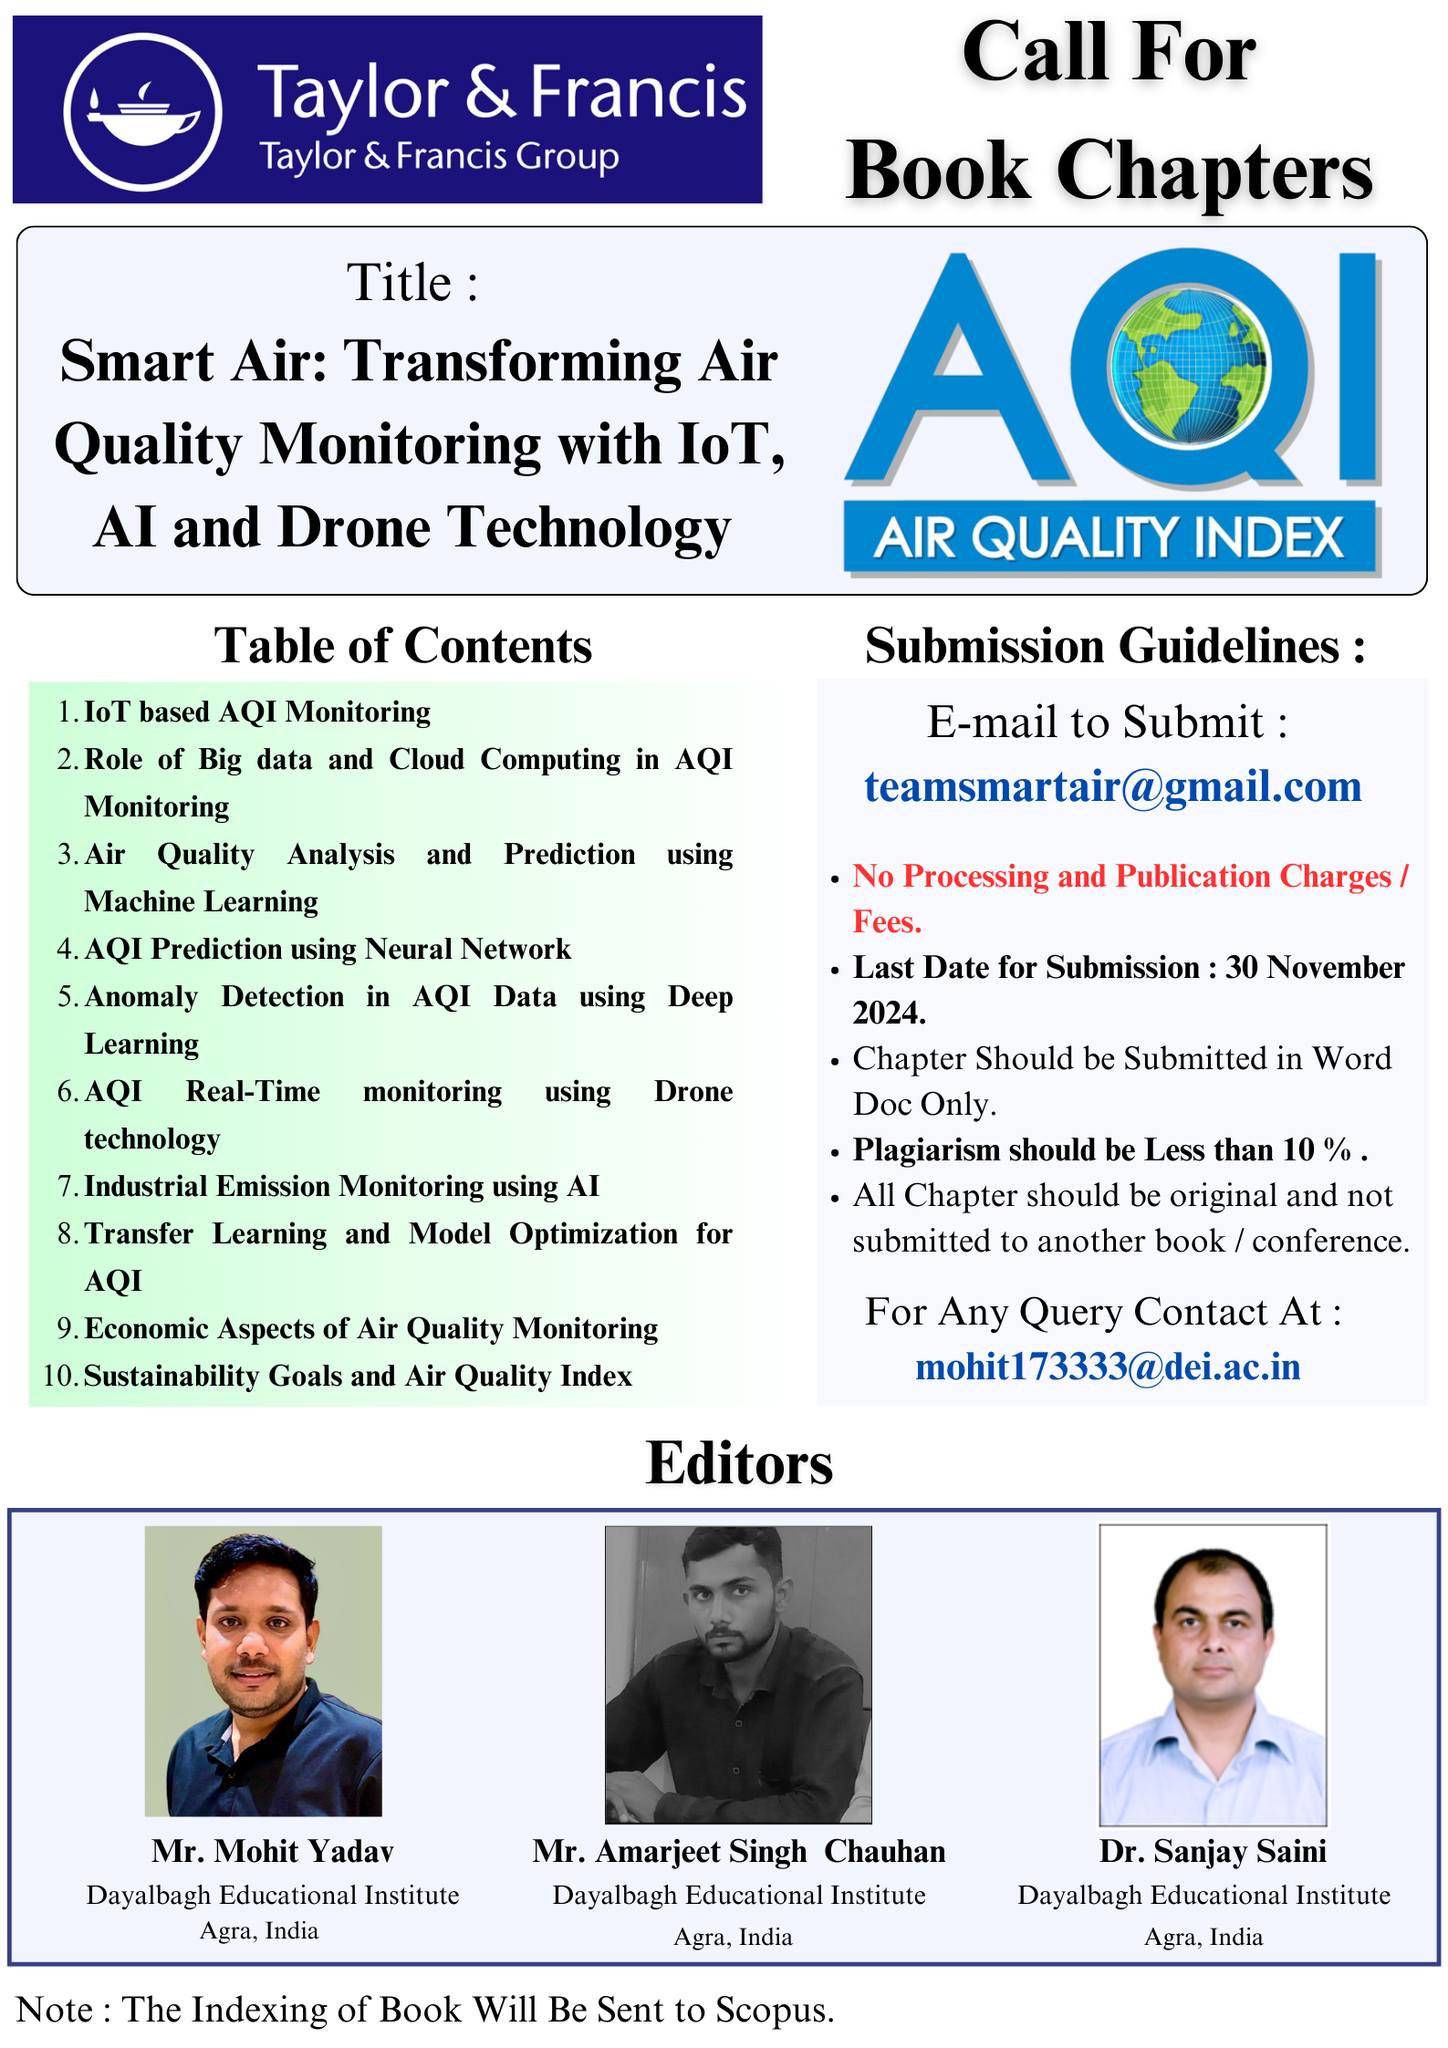 Taylor & Francis
Taylor & Francis Group
Call For
Book Chapters
Title :
Smart Air: Transforming Air
Quality Monitoring with IoT,
AI and Drone Technology
AQI
AIR QUALITY INDEX
Table of Contents
1. IoT based AQI Monitoring
2. Role of Big data and Cloud Computing in AQI
Monitoring
3. Air Quality Analysis and Prediction using
Machine Learning
4. AQI Prediction using Neural Network
5. Anomaly Detection in AQI Data using Deep
Learning
6. AQI Real-Time monitoring using Drone
technology
7. Industrial Emission Monitoring using AI
8. Transfer Learning and Model Optimization for
AQI
9. Economic Aspects of Air Quality Monitoring
10. Sustainability Goals and Air Quality Index
Submission Guidelines :
E-mail to Submit :
teamsmartair@gmail.com
• No Processing and Publication Charges /
Fees.
• Last Date for Submission : 30 November
2024.
• Chapter Should be Submitted in Word
Doc Only.
• Plagiarism should be Less than 10 % .
• All Chapter should be original and not
submitted to another book / conference.
For Any Query Contact At :
mohit173333@dei.ac.in
Editors
Mr. Mohit Yadav
Dayalbagh Educational Institute
Agra, India
Mr. Amarjeet Singh  Chauhan
Dayalbagh Educational Institute
Agra, India
Dr. Sanjay Saini
Dayalbagh Educational Institute
Agra, India
Note : The Indexing of Book Will Be Sent to Scopus.